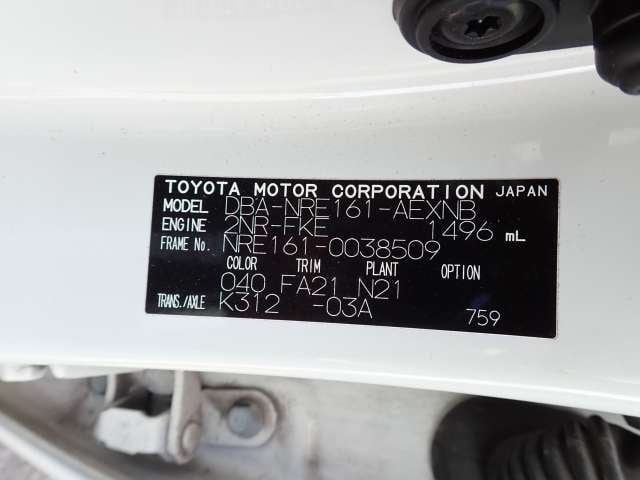 TOYOTA MOTOR CORPORATION JAPAN
MODEL DBA-NRE161-AEXNB
ENGINE 2NR-FKE 1496 mL
FRAME No. NRE161-0038509
COLOR TRIM PLANT OPTION
040 FA21 N21
TRANS./AXLE K312 -03A 759